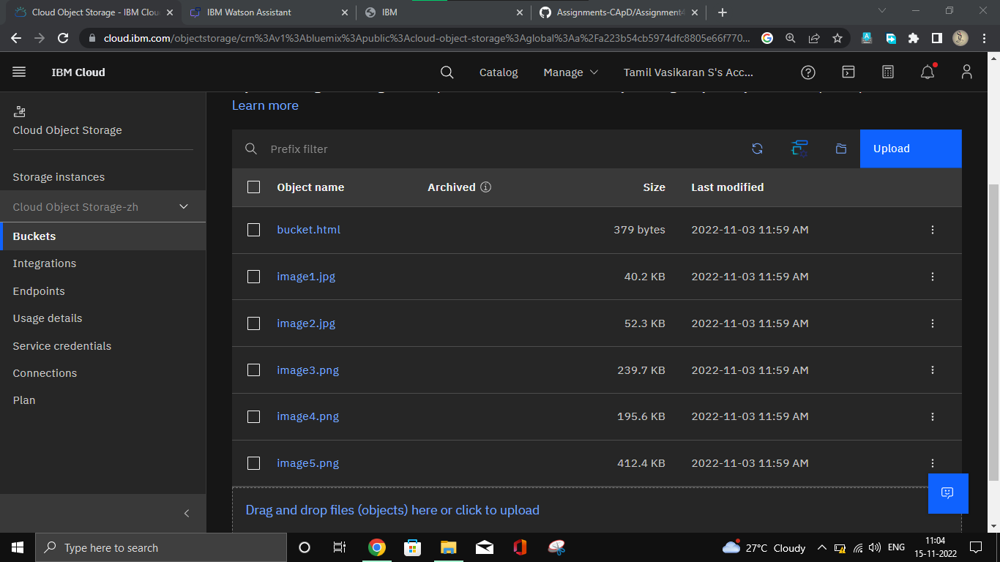 Cloud Object Storage - IBM Clou
IBM Watson Assistant
IBM
Assignments-CApD/Assignment4
cloud.ibm.com/objectstorage/crn%3Av1%3Abluemix%3Apublic%3Acloud-object-storage%3Aglobal%3Aa%2Fa223b54cb5974dfc8805e66f770...
IBM Cloud
Catalog
Manage
Tamil Vasikaran S's Acc...
Learn more
Cloud Object Storage
Storage instances
Cloud Object Storage-zh
Buckets
Integrations
Endpoints
Usage details
Service credentials
Connections
Plan
Prefix filter
Upload
Object name Archived Size Last modified
bucket.html 379 bytes 2022-11-03 11:59 AM
image1.jpg 40.2 KB 2022-11-03 11:59 AM
image2.jpg 52.3 KB 2022-11-03 11:59 AM
image3.png 239.7 KB 2022-11-03 11:59 AM
image4.png 195.6 KB 2022-11-03 11:59 AM
image5.png 412.4 KB 2022-11-03 11:59 AM
Drag and drop files (objects) here or click to upload
Type here to search
27°C Cloudy
ENG
11:04
15-11-2022